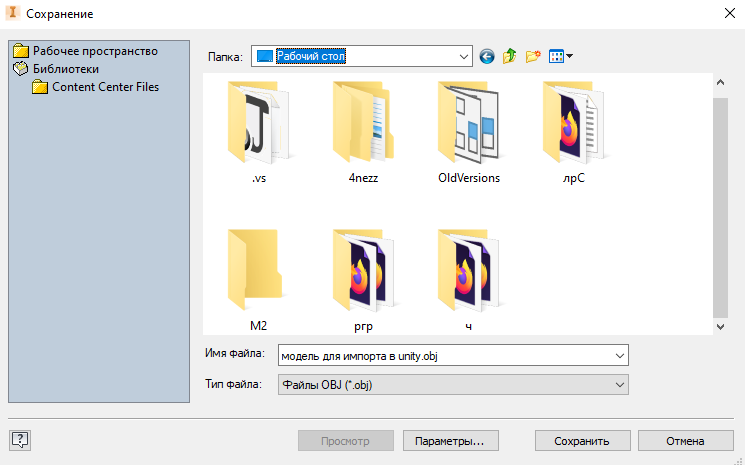 Сохранение
Рабочее пространство
Библиотеки
Content Center Files
Папка:
Рабочий стол
.vs
4nezz
OldVersions
лрС
M2
ргр
ч
Имя файла:
модель для импорта в unity.obj
Тип файла:
Файлы OBJ (*.obj)
Просмотр
Параметры...
Сохранить
Отмена